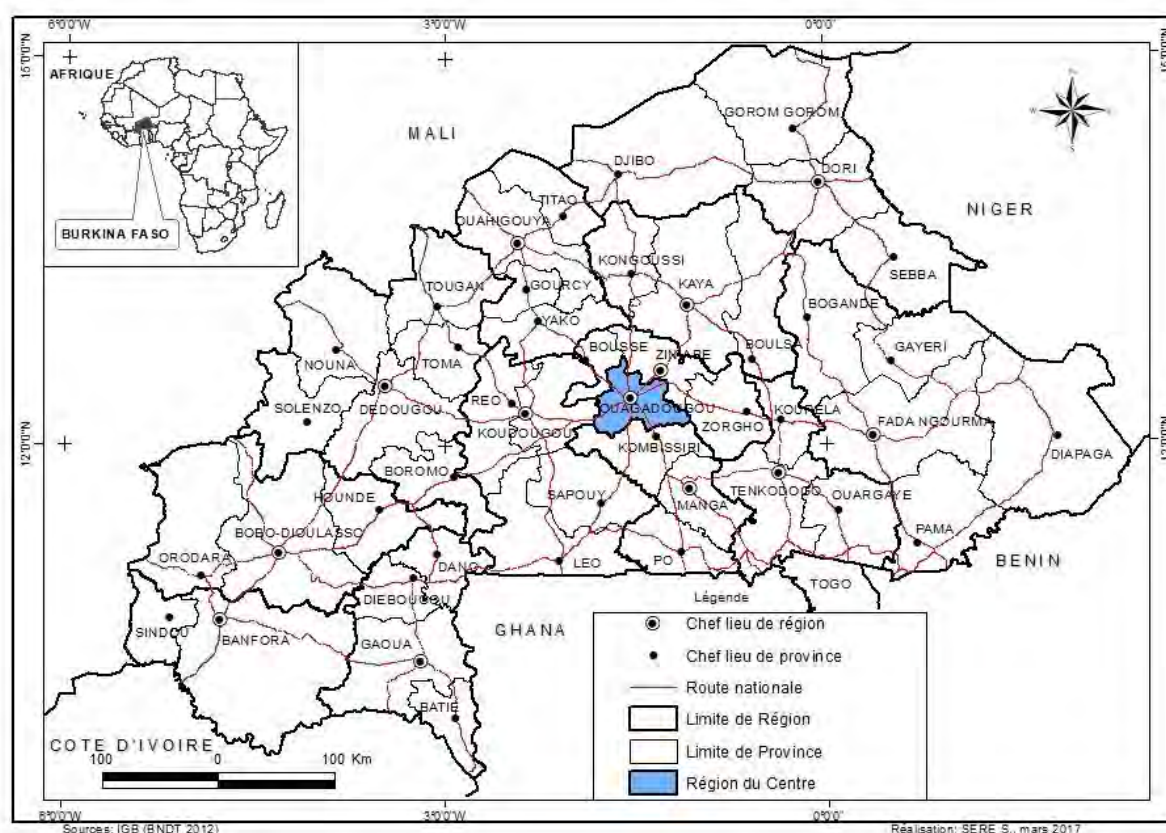 6°0'0"W 3°0'0"W 0°0'0"
15°0'0"N 15°0'0"N
AFRIQUE
BURKINA FASO
MALI
NIGER
GOROM GOROM
DJIBO
DORI
TITAO
OUAHIGOUYA
KONGOUSSI
SEBBA
TOUGAN
GOURCY
KAYA
BOGANDE
YAKO
BOUSSE
ZINIARE
BOULSA
GAYERI
NOUNA
TOMA
SOLENZO
DEDOUGOU
REO
OUAGADOUGOU
KOUPELA
ZORGHO
FADA NGOURMA
KOUDOUGOU
KOMBISSIRI
DIAPAGA
12°0'0"N 12°0'0"N
BOROMO
HOUNDE
SAPOUY
MANGA
TENKODOGO
OUARGAYE
BOBO-DIOULASSO
PAMA
ORODARA
DANO
LEO
PO
BENIN
DIEBOUGOU
TOGO
SINDOU
BANFORA
GAOUA
GHANA
BATIE
COTE D'IVOIRE
100 0 100 Km
Légende
Chef lieu de région
Chef lieu de province
Route nationale
Limite de Région
Limite de Province
Région du Centre
3°0'0"W 0°0'0"
Sources: IGB (BNDT 2012) Réalisation: SERE S., mars 2017